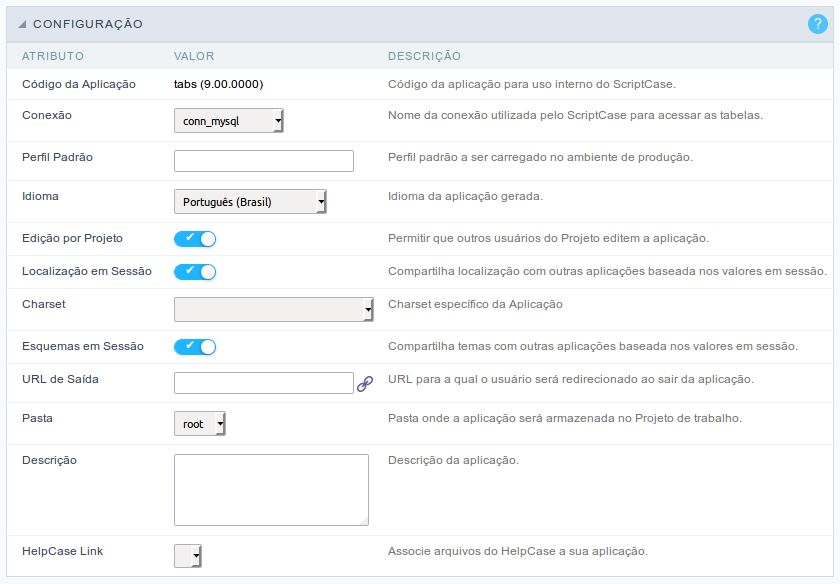 CONFIGURAÇÃO ?
ATRIBUTO VALOR DESCRIÇÃO
Código da Aplicação tabs (9.00.0000) Código da aplicação para uso interno do ScriptCase.
Conexão conn_mysql Nome da conexão utilizada pelo ScriptCase para acessar as tabelas.
Perfil Padrão Perfil padrão a ser carregado no ambiente de produção.
Idioma Português (Brasil) Idioma da aplicação gerada.
Edição por Projeto Permitir que outros usuários do Projeto editem a aplicação.
Localização em Sessão Compartilha localização com outras aplicações baseada nos valores em sessão.
Charset Charset específico da Aplicação
Esquemas em Sessão Compartilha temas com outras aplicações baseada nos valores em sessão.
URL de Saída URL para a qual o usuário será redirecionado ao sair da aplicação.
Pasta root Pasta onde a aplicação será armazenada no Projeto de trabalho.
Descrição Descrição da aplicação.
HelpCase Link Associe arquivos do HelpCase a sua aplicação.